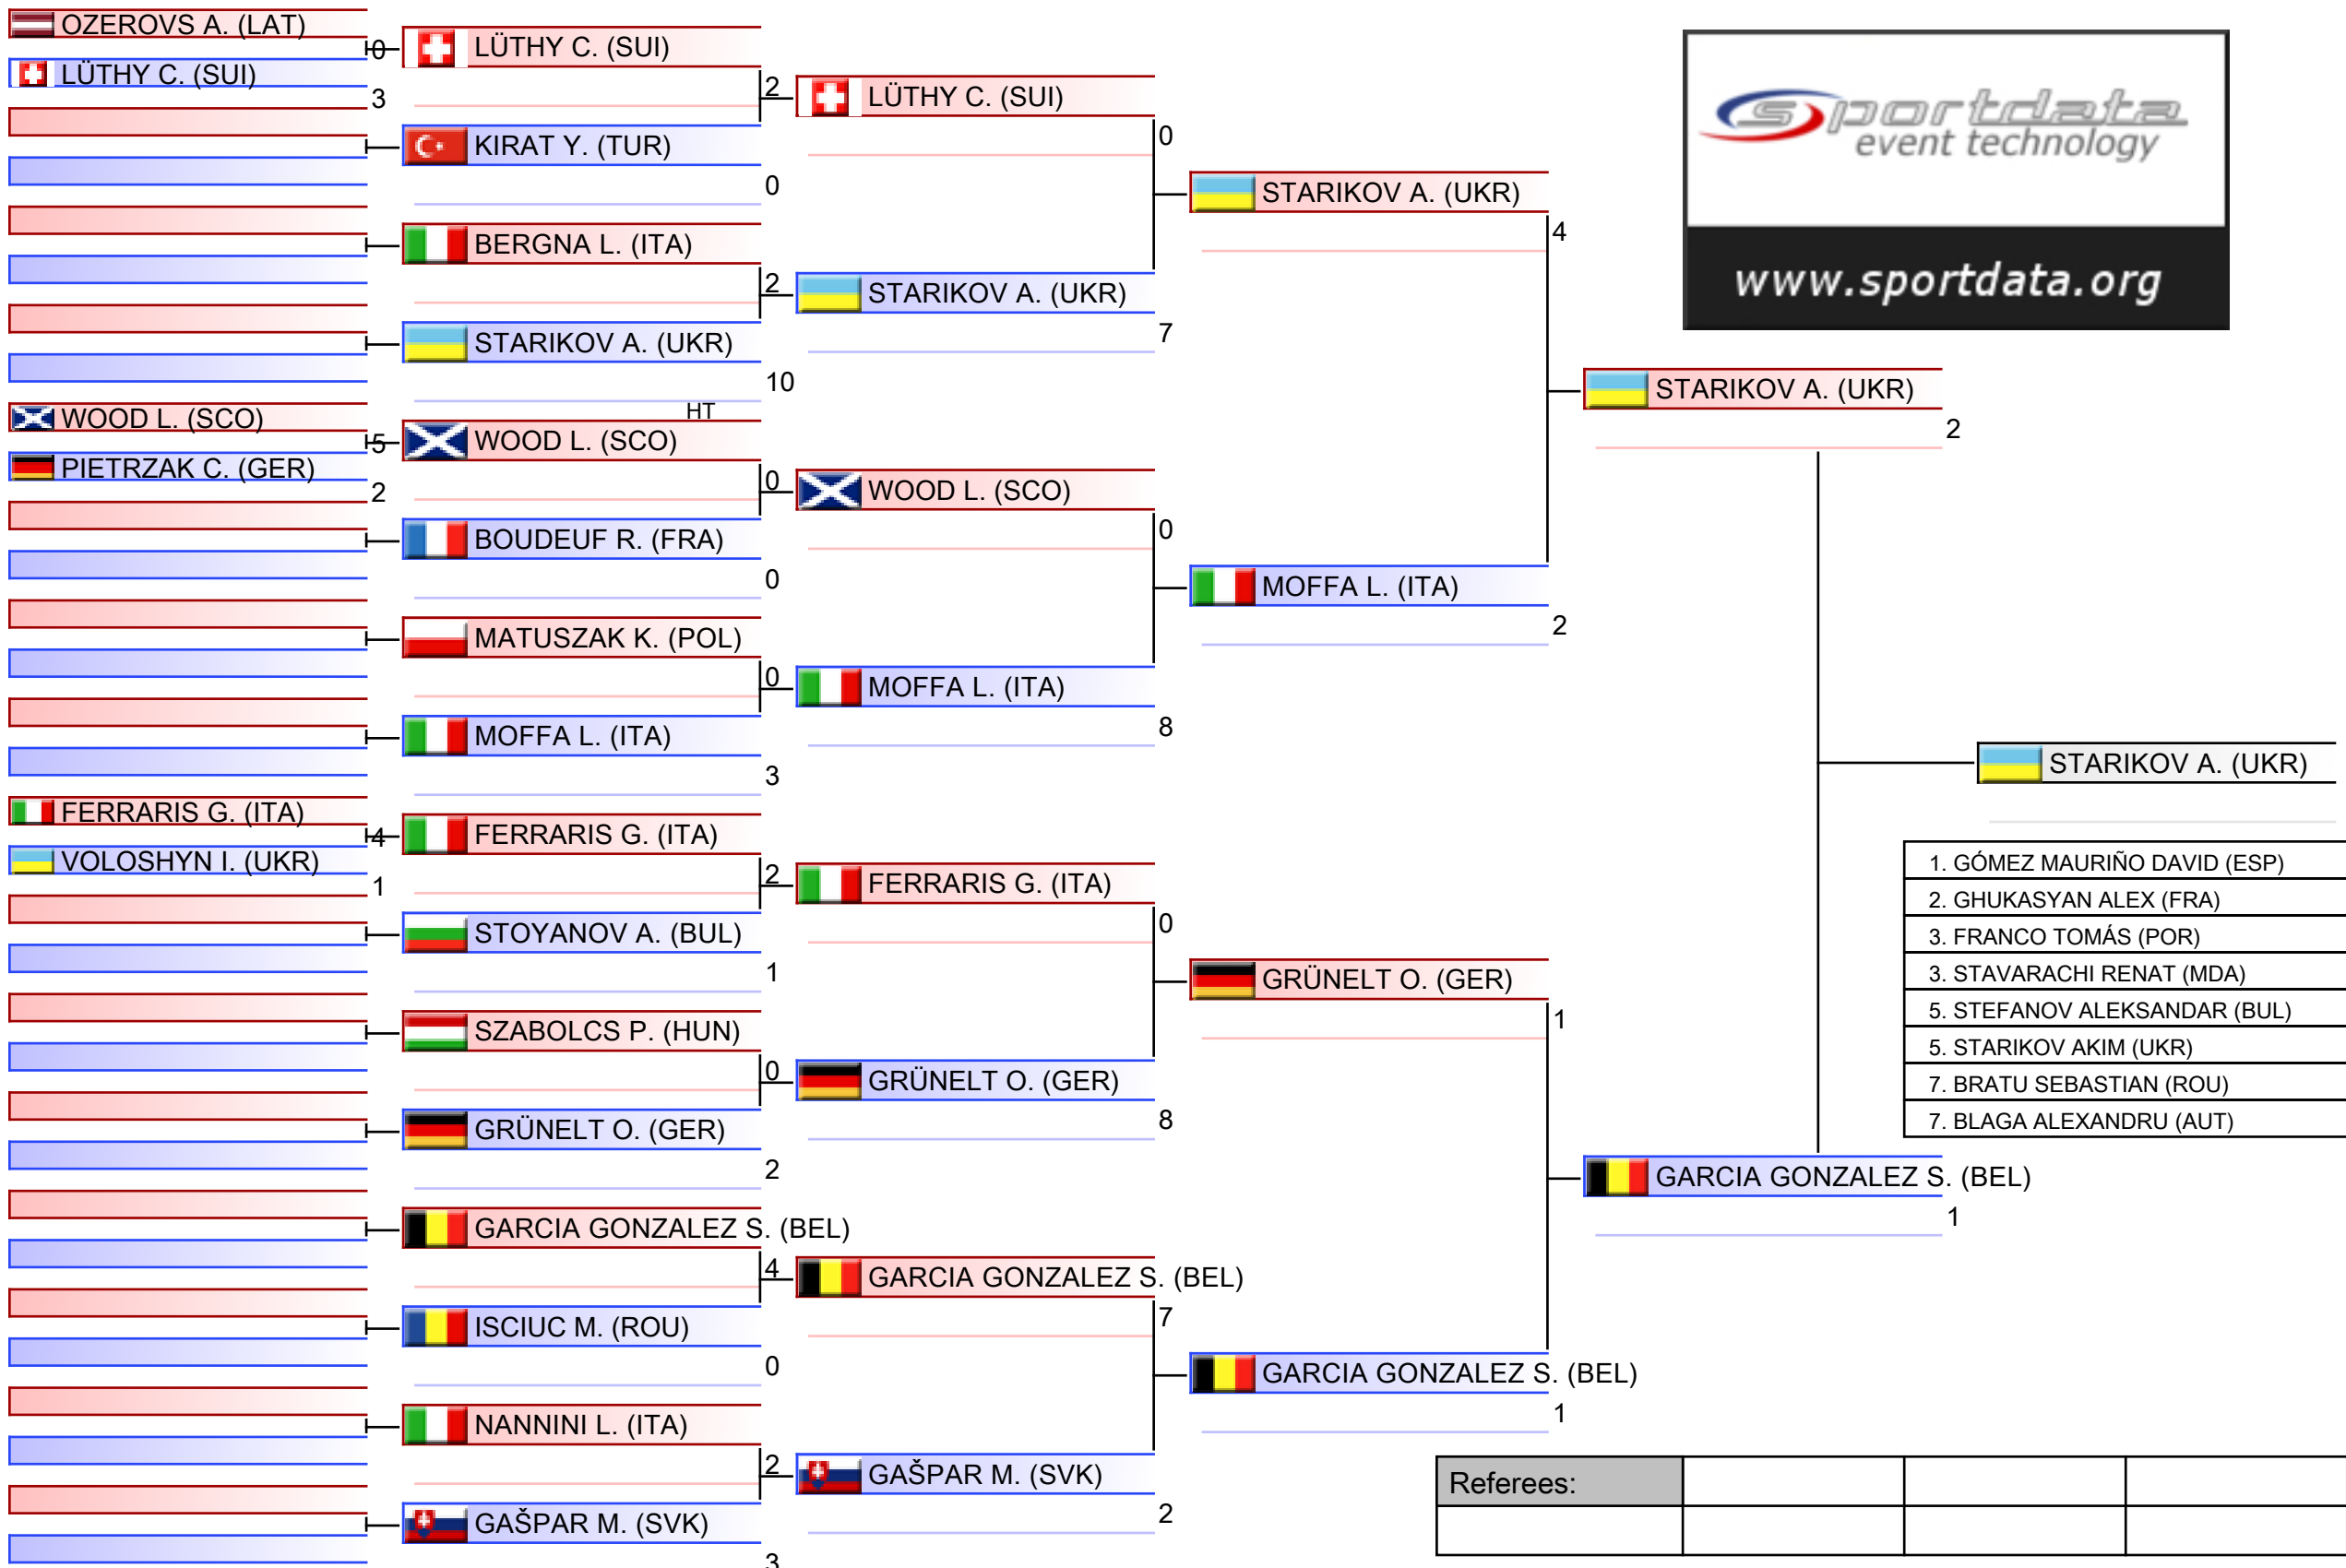 OZEROVS A. (LAT)
0
LÜTHY C. (SUI)
3
WOOD L. (SCO)
5
PIETRZAK C. (GER)
2
FERRARIS G. (ITA)
4
VOLOSHYN I. (UKR)
1
LÜTHY C. (SUI)
2
KIRAT Y. (TUR)
0
BERGNA L. (ITA)
2
STARIKOV A. (UKR)
10
HT
WOOD L. (SCO)
0
BOUDEUF R. (FRA)
0
MATUSZAK K. (POL)
0
MOFFA L. (ITA)
3
FERRARIS G. (ITA)
2
STOYANOV A. (BUL)
1
SZABOLCS P. (HUN)
0
GRÜNELT O. (GER)
2
GARCIA GONZALEZ S. (BEL)
4
ISCIUC M. (ROU)
0
NANNINI L. (ITA)
2
GAŠPAR M. (SVK)
3
LÜTHY C. (SUI)
0
STARIKOV A. (UKR)
7
WOOD L. (SCO)
0
MOFFA L. (ITA)
8
FERRARIS G. (ITA)
0
GRÜNELT O. (GER)
8
GARCIA GONZALEZ S. (BEL)
7
GAŠPAR M. (SVK)
2
STARIKOV A. (UKR)
4
MOFFA L. (ITA)
2
GRÜNELT O. (GER)
1
GARCIA GONZALEZ S. (BEL)
1
STARIKOV A. (UKR)
2
GARCIA GONZALEZ S. (BEL)
1
STARIKOV A. (UKR)
sportdata
event technology
www.sportdata.org
1. GÓMEZ MAURIÑO DAVID (ESP)
2. GHUKASYAN ALEX (FRA)
3. FRANCO TOMÁS (POR)
3. STAVARACHI RENAT (MDA)
5. STEFANOV ALEKSANDAR (BUL)
5. STARIKOV AKIM (UKR)
7. BRATU SEBASTIAN (ROU)
7. BLAGA ALEXANDRU (AUT)
Referees: